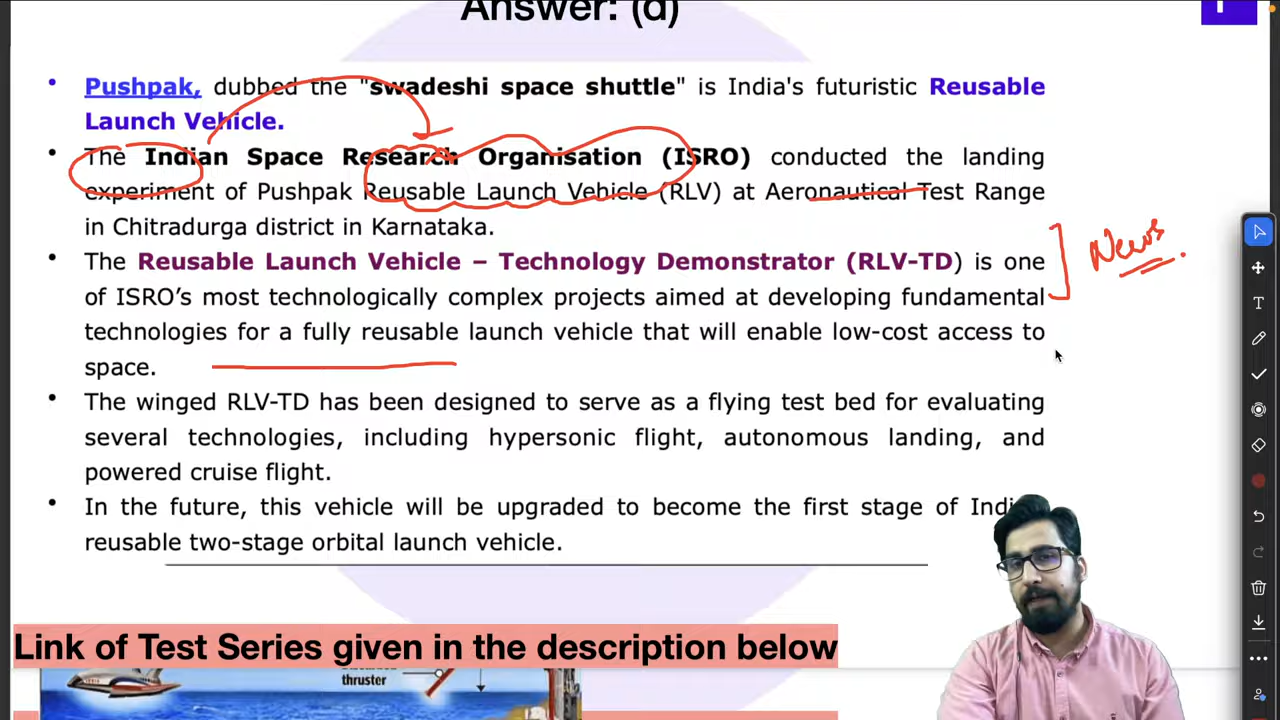 Answer: (d)
• Pushpak, dubbed the "swadeshi space shuttle" is India's futuristic Reusable
Launch Vehicle.
• The Indian Space Research Organisation (ISRO) conducted the landing
experiment of Pushpak Reusable Launch Vehicle (RLV) at Aeronautical Test Range
in Chitradurga district in Karnataka.
• The Reusable Launch Vehicle – Technology Demonstrator (RLV-TD) is one
of ISRO's most technologically complex projects aimed at developing fundamental
technologies for a fully reusable launch vehicle that will enable low-cost access to
space.
News
• The winged RLV-TD has been designed to serve as a flying test bed for evaluating
several technologies, including hypersonic flight, autonomous landing, and
powered cruise flight.
• In the future, this vehicle will be upgraded to become the first stage of
reusable two-stage orbital launch vehicle.
Link of Test Series given in the description below
thruster